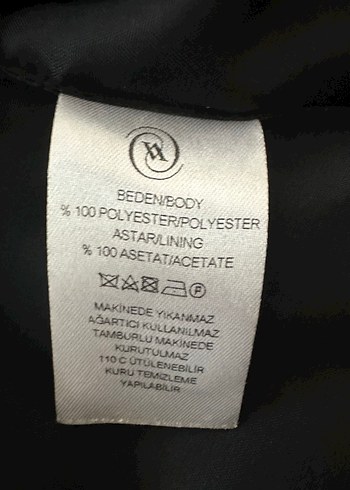 BEDEN/BODY
% 100 POLYESTER/POLYESTER
ASTAR/LINING
% 100 ASETAT/ACETATE
F
MAKİNEDE YIKANMAZ
AĞARTICI KULLANILMAZ
TAMBURLU MAKİNEDE
KURUTULMAZ
110 C ÜTÜLENEBİLİR
KURU TEMİZLEME
YAPILABİLİR